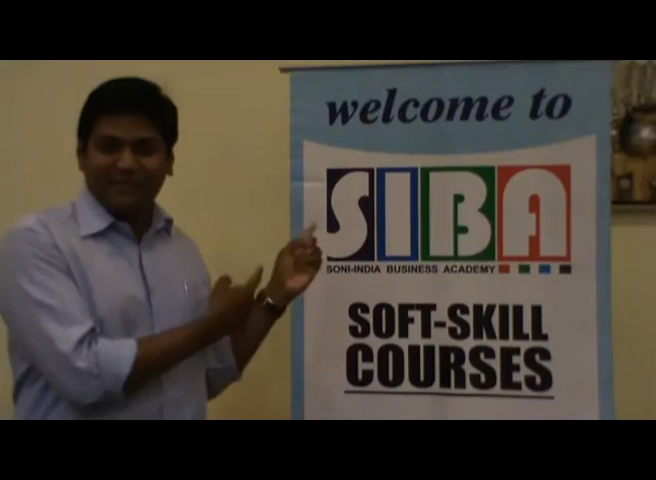 welcome to
SIBA
SONI-INDIA BUSINESS ACADEMY
SOFT-SKILL
COURSES